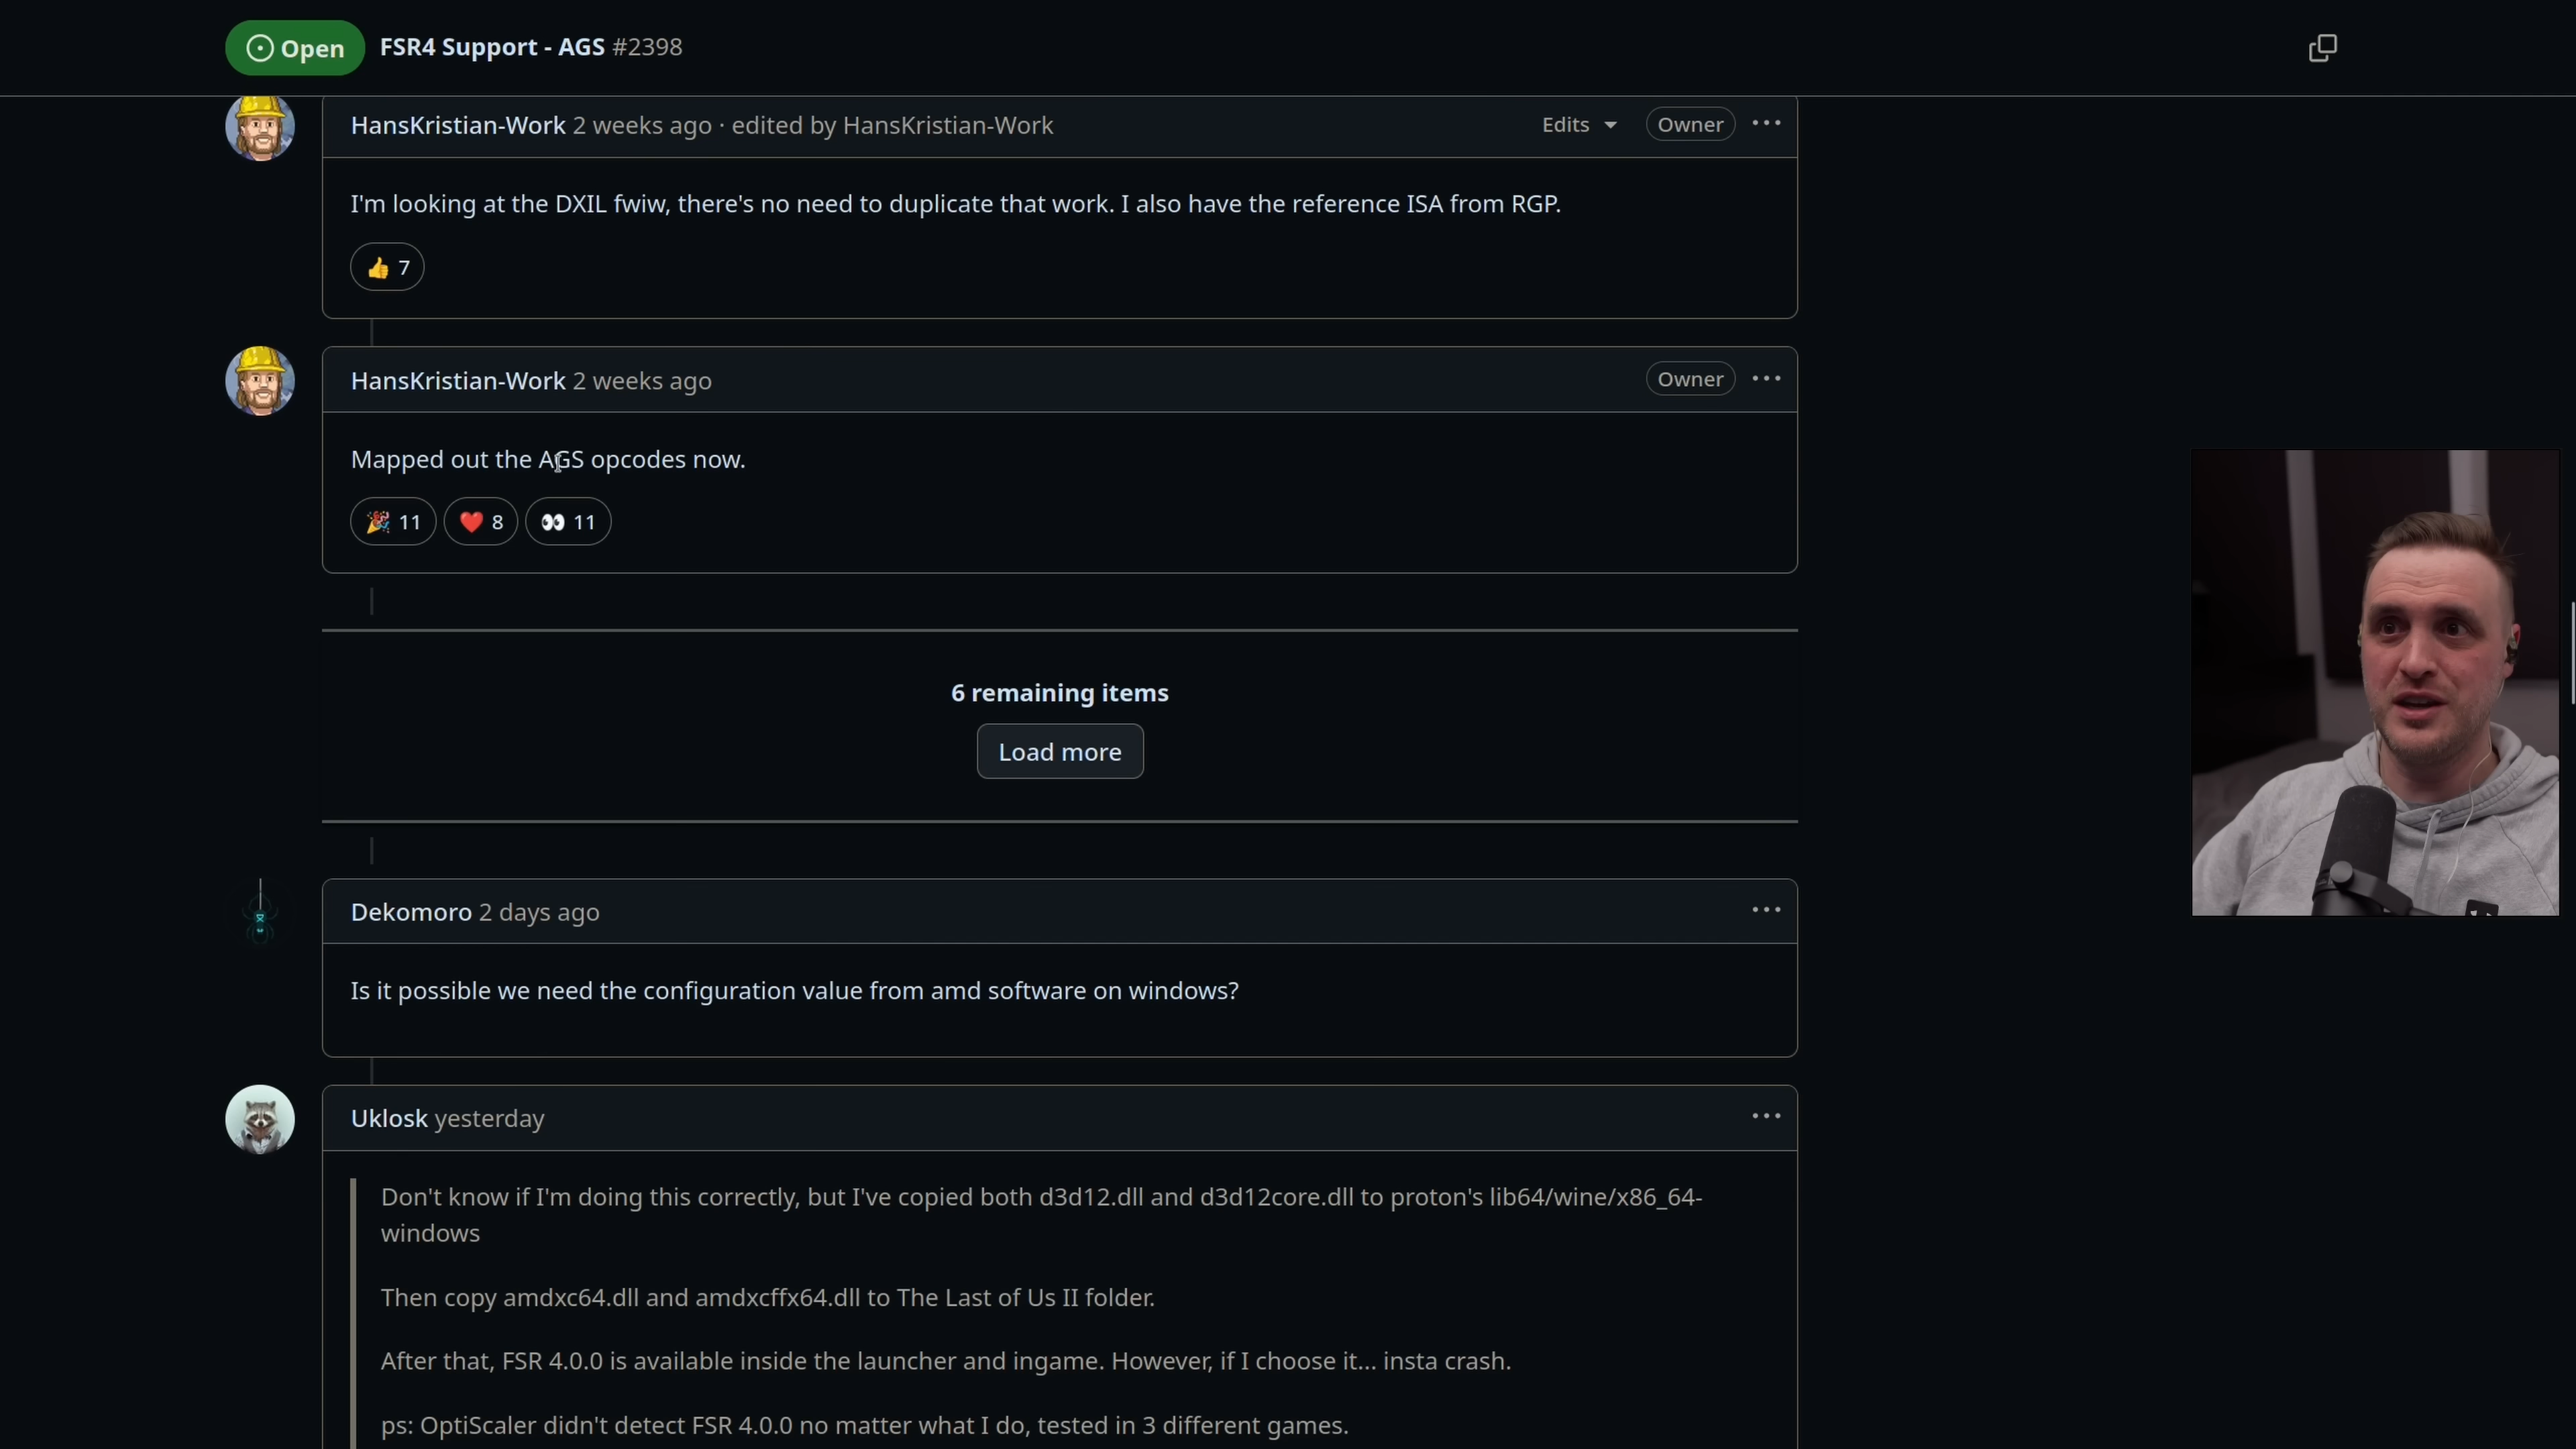 Open
FSR4 Support - AGS #2398
HansKristian-Work 2 weeks ago · edited by HansKristian-Work
Edits
Owner
I'm looking at the DXIL fwiw, there's no need to duplicate that work. I also have the reference ISA from RGP.
👍 7
HansKristian-Work 2 weeks ago
Owner
Mapped out the AGS opcodes now.
🎉 11 ❤️ 8 👀 11
6 remaining items
Load more
Dekomoro 2 days ago
Is it possible we need the configuration value from amd software on windows?
Uklosk yesterday
Don't know if I'm doing this correctly, but I've copied both d3d12.dll and d3d12core.dll to proton's lib64/wine/x86_64-
windows
Then copy amdxc64.dll and amdxcffx64.dll to The Last of Us II folder.
After that, FSR 4.0.0 is available inside the launcher and ingame. However, if I choose it... insta crash.
ps: OptiScaler didn't detect FSR 4.0.0 no matter what I do, tested in 3 different games.